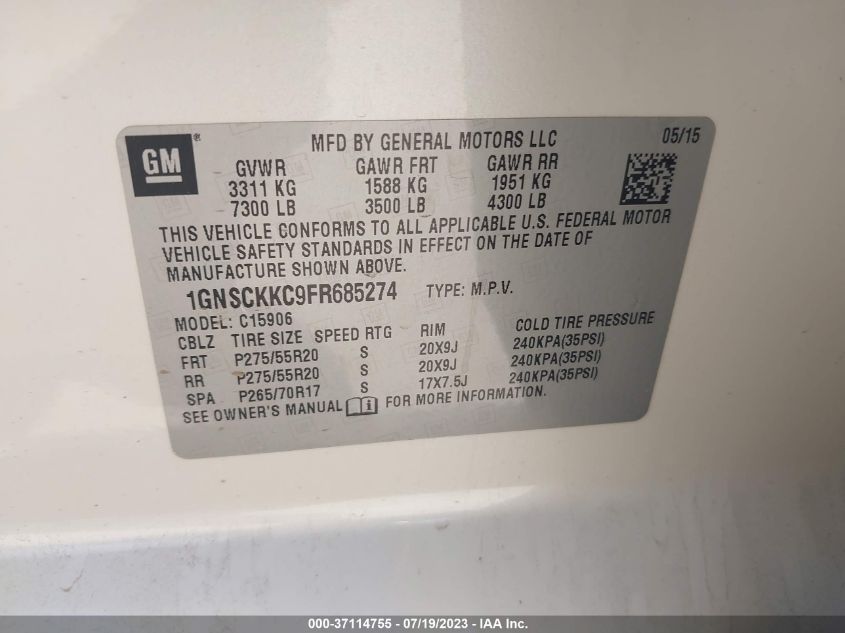 GM ®
MFD BY GENERAL MOTORS LLC 05/15
GVWR GAWR FRT GAWR RR
3311 KG 1588 KG 1951 KG
7300 LB 3500 LB 4300 LB
THIS VEHICLE CONFORMS TO ALL APPLICABLE U.S. FEDERAL MOTOR
VEHICLE SAFETY STANDARDS IN EFFECT ON THE DATE OF
MANUFACTURE SHOWN ABOVE.
1GNSCKKC9FR685274 TYPE: M.P.V.
MODEL: C15906
CBLZ TIRE SIZE SPEED RTG RIM COLD TIRE PRESSURE
FRT P275/55R20 S 20X9J 240KPA(35PSI)
RR P275/55R20 S 20X9J 240KPA(35PSI)
SPA P265/70R17 S 17X7.5J 240KPA(35PSI)
SEE OWNER'S MANUAL FOR MORE INFORMATION.
000-37114755 - 07/19/2023 - IAA Inc.